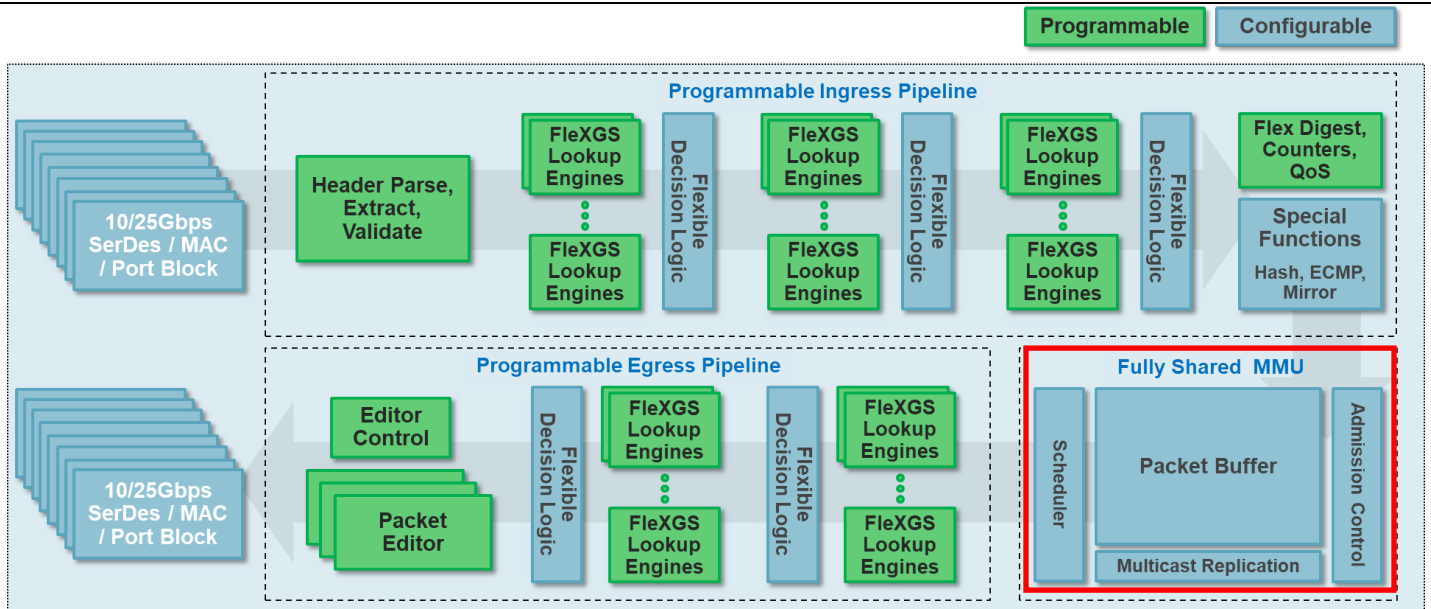 Programmable
Configurable
Programmable Ingress Pipeline
10/25Gbps
SerDes / MAC
/ Port Block
Header Parse,
Extract,
Validate
FleXGS
Lookup
Engines
FleXGS
Lookup
Engines
Flexible
Decision Logic
FleXGS
Lookup
Engines
FleXGS
Lookup
Engines
Flexible
Decision Logic
FleXGS
Lookup
Engines
FleXGS
Lookup
Engines
Flexible
Decision Logic
Flex Digest,
Counters,
QoS
Special
Functions
Hash, ECMP,
Mirror
Programmable Egress Pipeline
10/25Gbps
SerDes / MAC
/ Port Block
Editor
Control
Packet
Editor
Flexible
Decision Logic
FleXGS
Lookup
Engines
FleXGS
Lookup
Engines
Flexible
Decision Logic
FleXGS
Lookup
Engines
FleXGS
Lookup
Engines
Fully Shared MMU
Scheduler
Packet Buffer
Multicast Replication
Admission Control